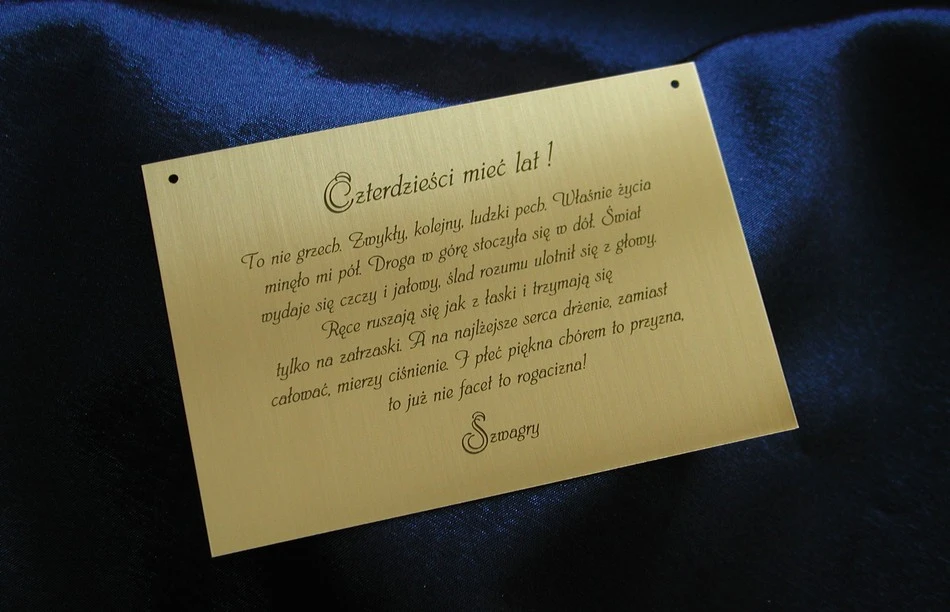 Czterdzieści mieć lat !
To nie grzech. Zwykły, kolejny, ludzki pech. Właśnie życia
minęło mi pół. Droga w górę stoczyła się w dół. Świat
wydaje się czczy i jałowy, ślad rozumu ulotnił się z głowy.
Ręce ruszają się jak z łaski i trzymają się
tylko na zatrzaski. A na najlżejsze serca drżenie, zamiast
całować, mierzy ciśnienie. I płeć piękna chórem to przyzna,
to już nie facet to rogacizna!
Szwagry